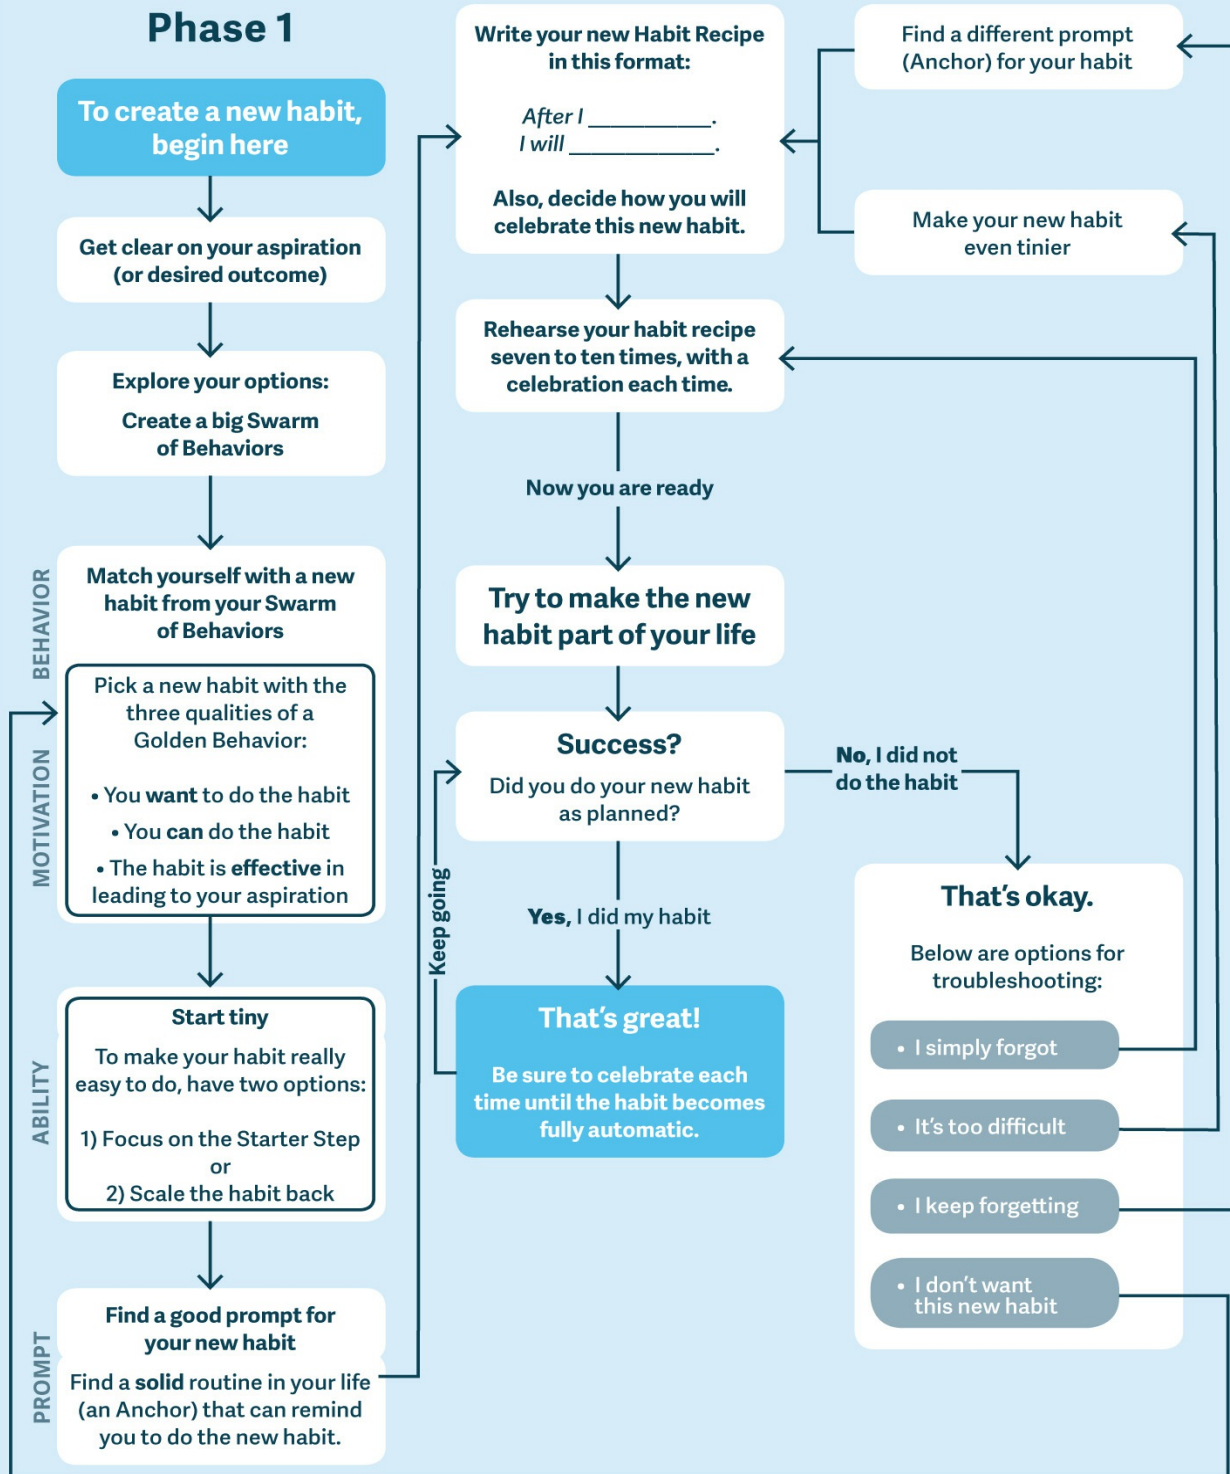 Phase 1
To create a new habit,
begin here
Get clear on your aspiration
(or desired outcome)
Explore your options:
Create a big Swarm
of Behaviors
BEHAVIOR
Match yourself with a new
habit from your Swarm
of Behaviors
MOTIVATION
Pick a new habit with the
three qualities of a
Golden Behavior:
• You want to do the habit
• You can do the habit
• The habit is effective in
leading to your aspiration
ABILITY
Start tiny
To make your habit really
easy to do, have two options:
1) Focus on the Starter Step
or
2) Scale the habit back
PROMPT
Find a good prompt for
your new habit
Find a solid routine in your life
(an Anchor) that can remind
you to do the new habit.
Write your new Habit Recipe
in this format:
After I ____________.
I will ______________.
Also, decide how you will
celebrate this new habit.
Rehearse your habit recipe
seven to ten times, with a
celebration each time.
Now you are ready
Try to make the new
habit part of your life
Success?
Did you do your new habit
as planned?
Keep going
Yes, I did my habit
That's great!
Be sure to celebrate each
time until the habit becomes
fully automatic.
No, I did not
do the habit
Find a different prompt
(Anchor) for your habit
Make your new habit
even tinier
That's okay.
Below are options for
troubleshooting:
• I simply forgot
• It's too difficult
• I keep forgetting
• I don't want
this new habit